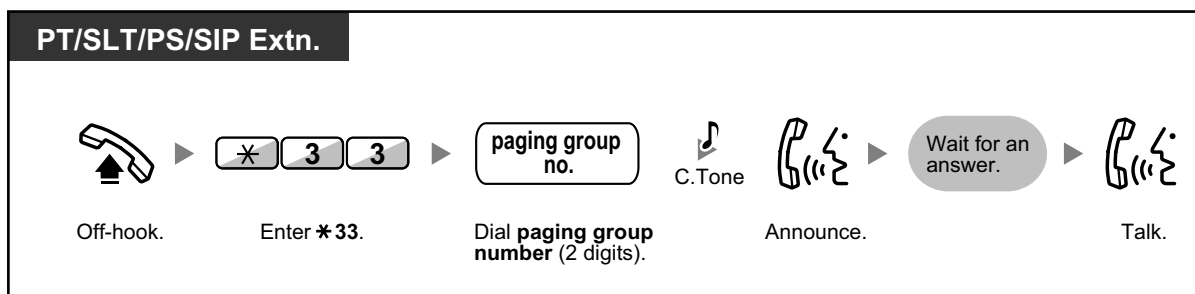 PT/SLT/PS/SIP Extn.
* 3 3
paging group
no.
C.Tone
Wait for an
answer.
Off-hook.
Enter *33.
Dial paging group
number (2 digits).
Announce.
Talk.